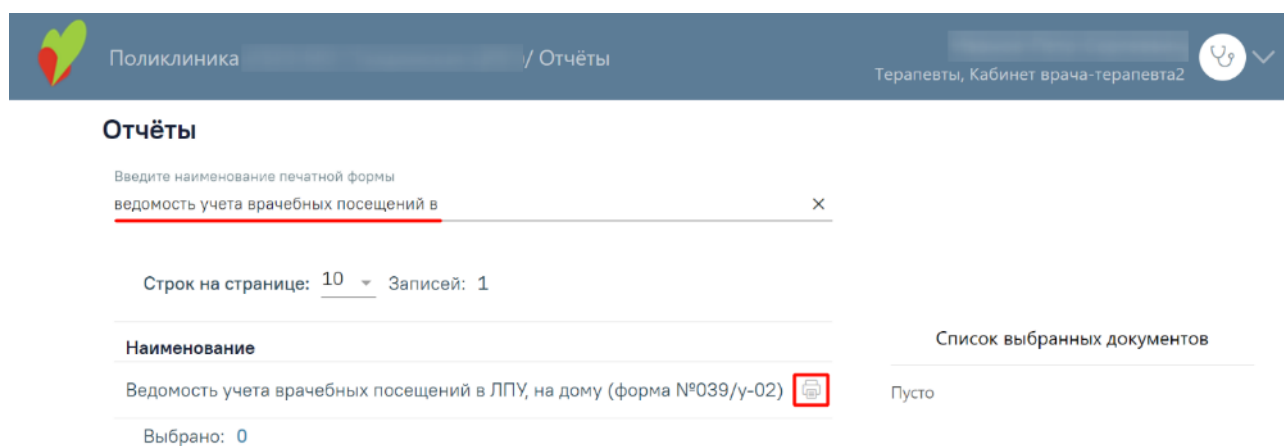 Поликлиника / Отчёты
Терапевты, Кабинет врача-терапевта2
Отчёты
Введите наименование печатной формы
ведомость учета врачебных посещений в
Строк на странице: 10 Записей: 1
Наименование
Ведомость учета врачебных посещений в ЛПУ, на дому (форма №039/у-02)
Выбрано: 0
Список выбранных документов
Пусто